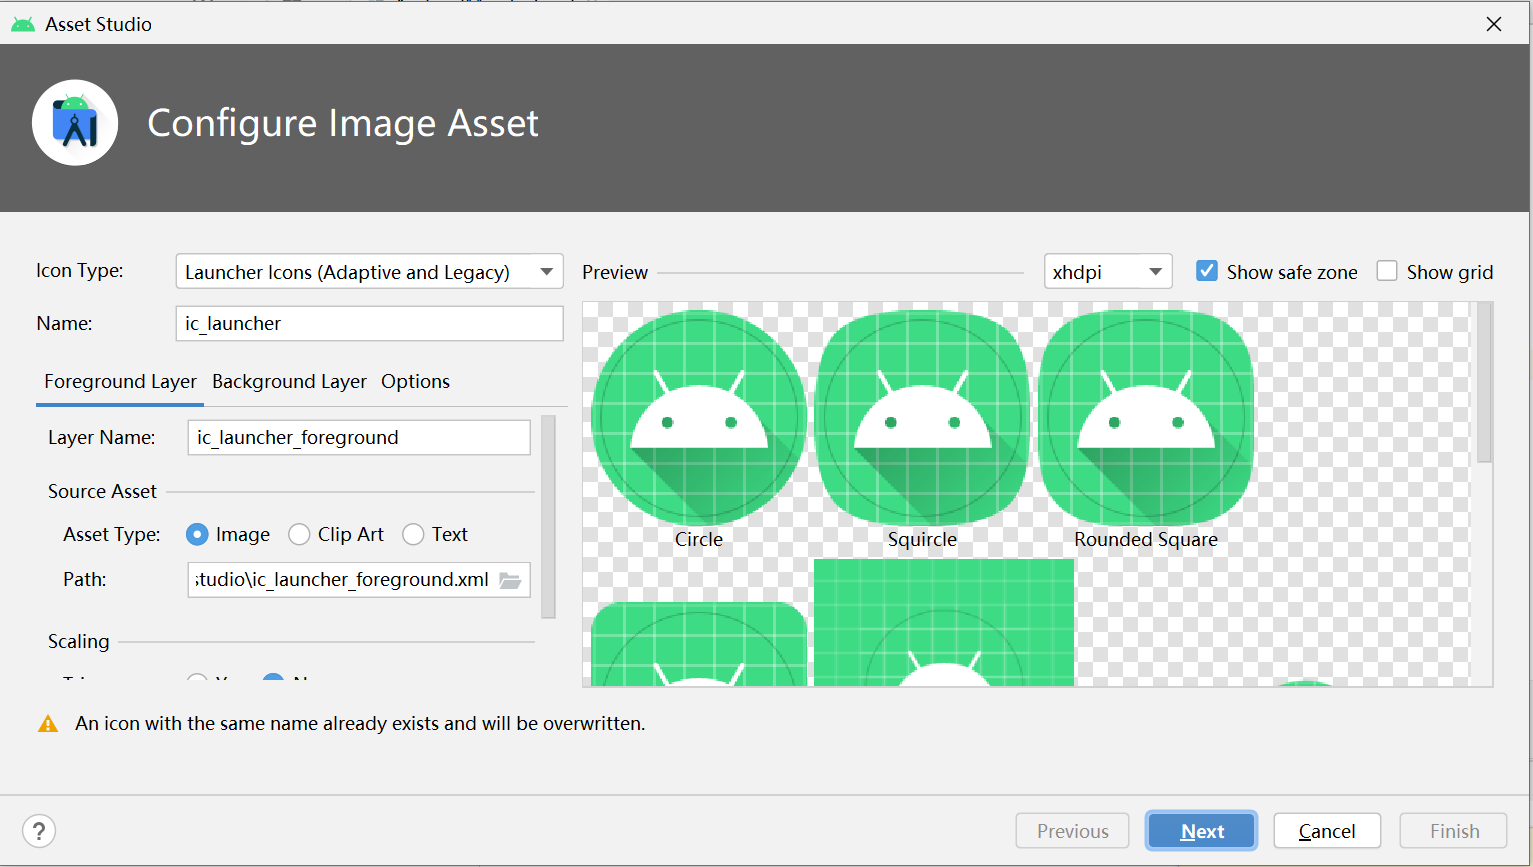 Asset Studio
Configure Image Asset
Icon Type:
Launcher Icons (Adaptive and Legacy)
Name:
ic_launcher
Foreground Layer
Background Layer
Options
Layer Name:
ic_launcher_foreground
Source Asset
Asset Type:
Image
Clip Art
Text
Path:
studio\ic_launcher_foreground.xml
Scaling
Preview
xhdpi
Show safe zone
Show grid
Circle
Squircle
Rounded Square
An icon with the same name already exists and will be overwritten.
?
Previous
Next
Cancel
Finish